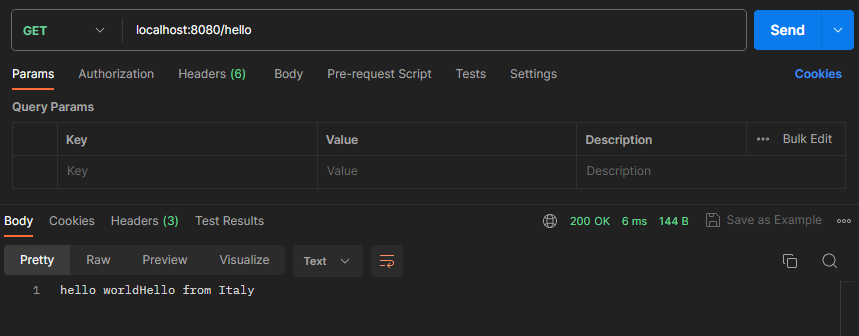 GET localhost:8080/hello Send
Params Authorization Headers (6) Body Pre-request Script Tests Settings Cookies
Query Params
Key Value Description Bulk Edit
Key Value Description
Body Cookies Headers (3) Test Results 200 OK 6 ms 144 B Save as Example
Pretty Raw Preview Visualize Text
1 hello worldHello from Italy